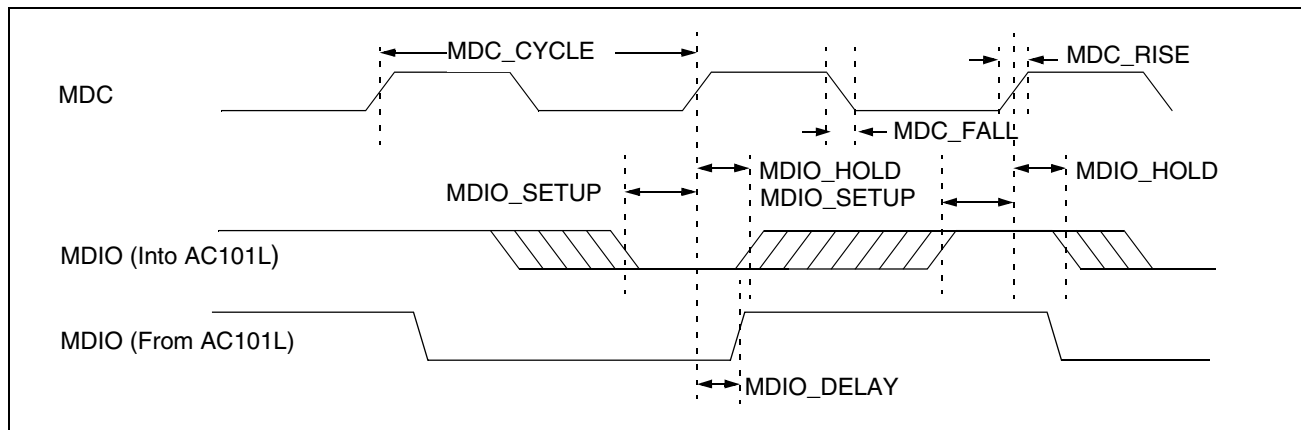 MDC_CYCLE
MDC_RISE
MDC
MDC_FALL
MDIO_HOLD
MDIO_HOLD
MDIO_SETUP
MDIO_SETUP
MDIO (Into AC101L)
MDIO (From AC101L)
MDIO_DELAY